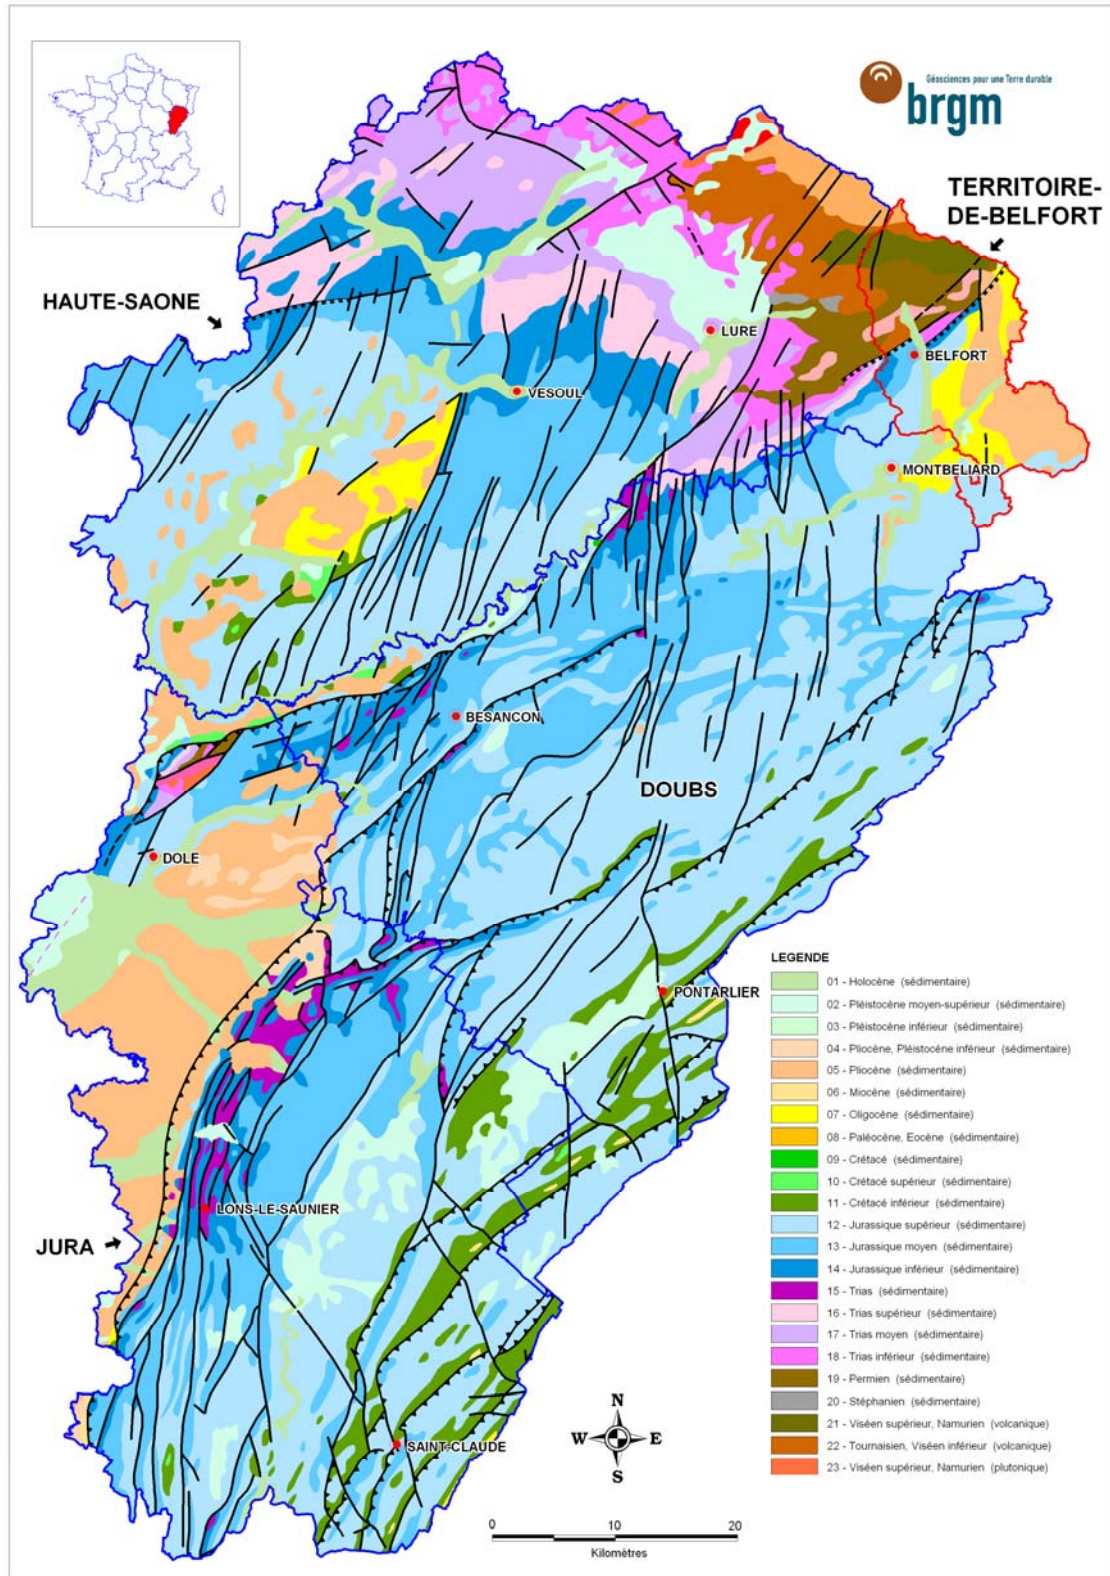 Géosciences pour une Terre durable
brgm
TERRITOIRE-
DE-BELFORT
HAUTE-SAONE
LURE
BELFORT
VESOUL
MONTBELIARD
BESANCON
DOUBS
DOLE
PONTARLIER
LONS-LE-SAUNIER
JURA
SAINT-CLAUDE
LEGENDE
01 - Holocène (sédimentaire)
02 - Pléistocène moyen-supérieur (sédimentaire)
03 - Pléistocène inférieur (sédimentaire)
04 - Pliocène, Pléistocène inférieur (sédimentaire)
05 - Pliocène (sédimentaire)
06 - Miocène (sédimentaire)
07 - Oligocène (sédimentaire)
08 - Paléocène, Eocène (sédimentaire)
09 - Crétacé (sédimentaire)
10 - Crétacé supérieur (sédimentaire)
11 - Crétacé inférieur (sédimentaire)
12 - Jurassique supérieur (sédimentaire)
13 - Jurassique moyen (sédimentaire)
14 - Jurassique inférieur (sédimentaire)
15 - Trias (sédimentaire)
16 - Trias supérieur (sédimentaire)
17 - Trias moyen (sédimentaire)
18 - Trias inférieur (sédimentaire)
19 - Permien (sédimentaire)
20 - Stéphanien (sédimentaire)
21 - Viséen supérieur, Namurien (volcanique)
22 - Tournaisien, Viséen inférieur (volcanique)
23 - Viséen supérieur, Namurien (plutonique)
N
W E
S
0 10 20
Kilomètres